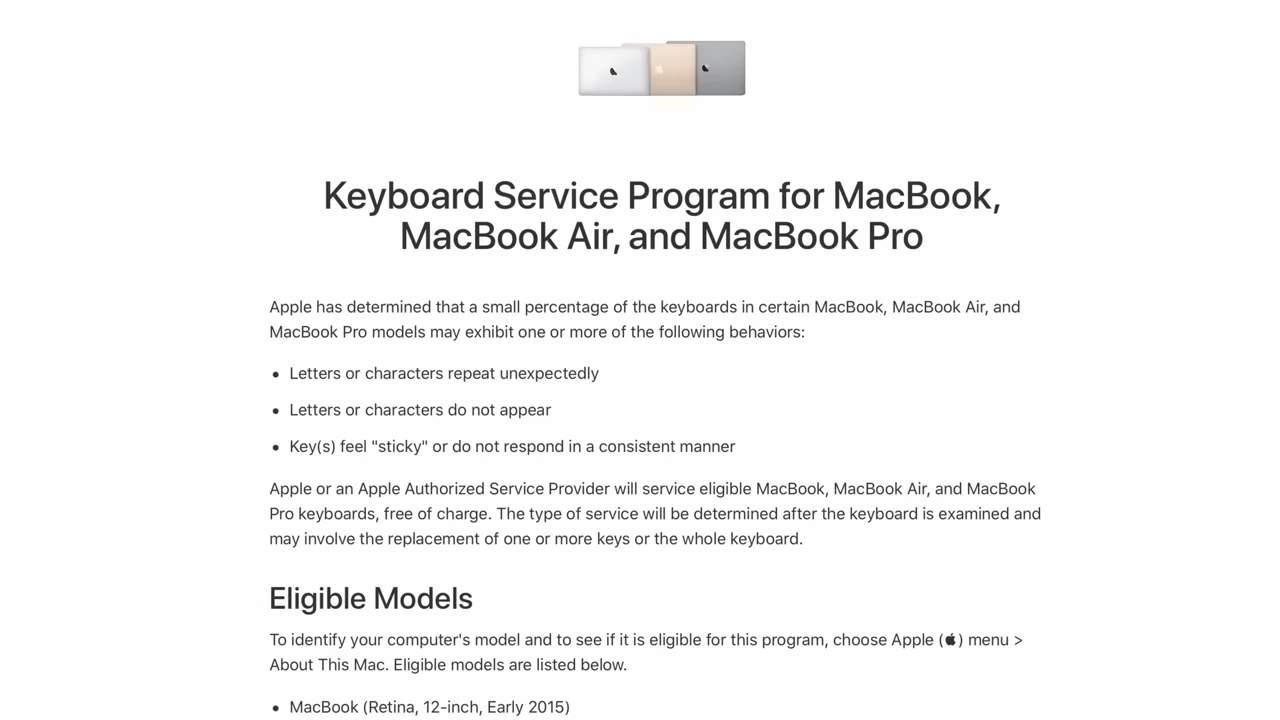 Keyboard Service Program for MacBook,
MacBook Air, and MacBook Pro
Apple has determined that a small percentage of the keyboards in certain MacBook, MacBook Air, and
MacBook Pro models may exhibit one or more of the following behaviors:
• Letters or characters repeat unexpectedly
• Letters or characters do not appear
• Key(s) feel "sticky" or do not respond in a consistent manner
Apple or an Apple Authorized Service Provider will service eligible MacBook, MacBook Air, and MacBook
Pro keyboards, free of charge. The type of service will be determined after the keyboard is examined and
may involve the replacement of one or more keys or the whole keyboard.
Eligible Models
To identify your computer's model and to see if it is eligible for this program, choose Apple () menu >
About This Mac. Eligible models are listed below.
• MacBook (Retina, 12-inch, Early 2015)